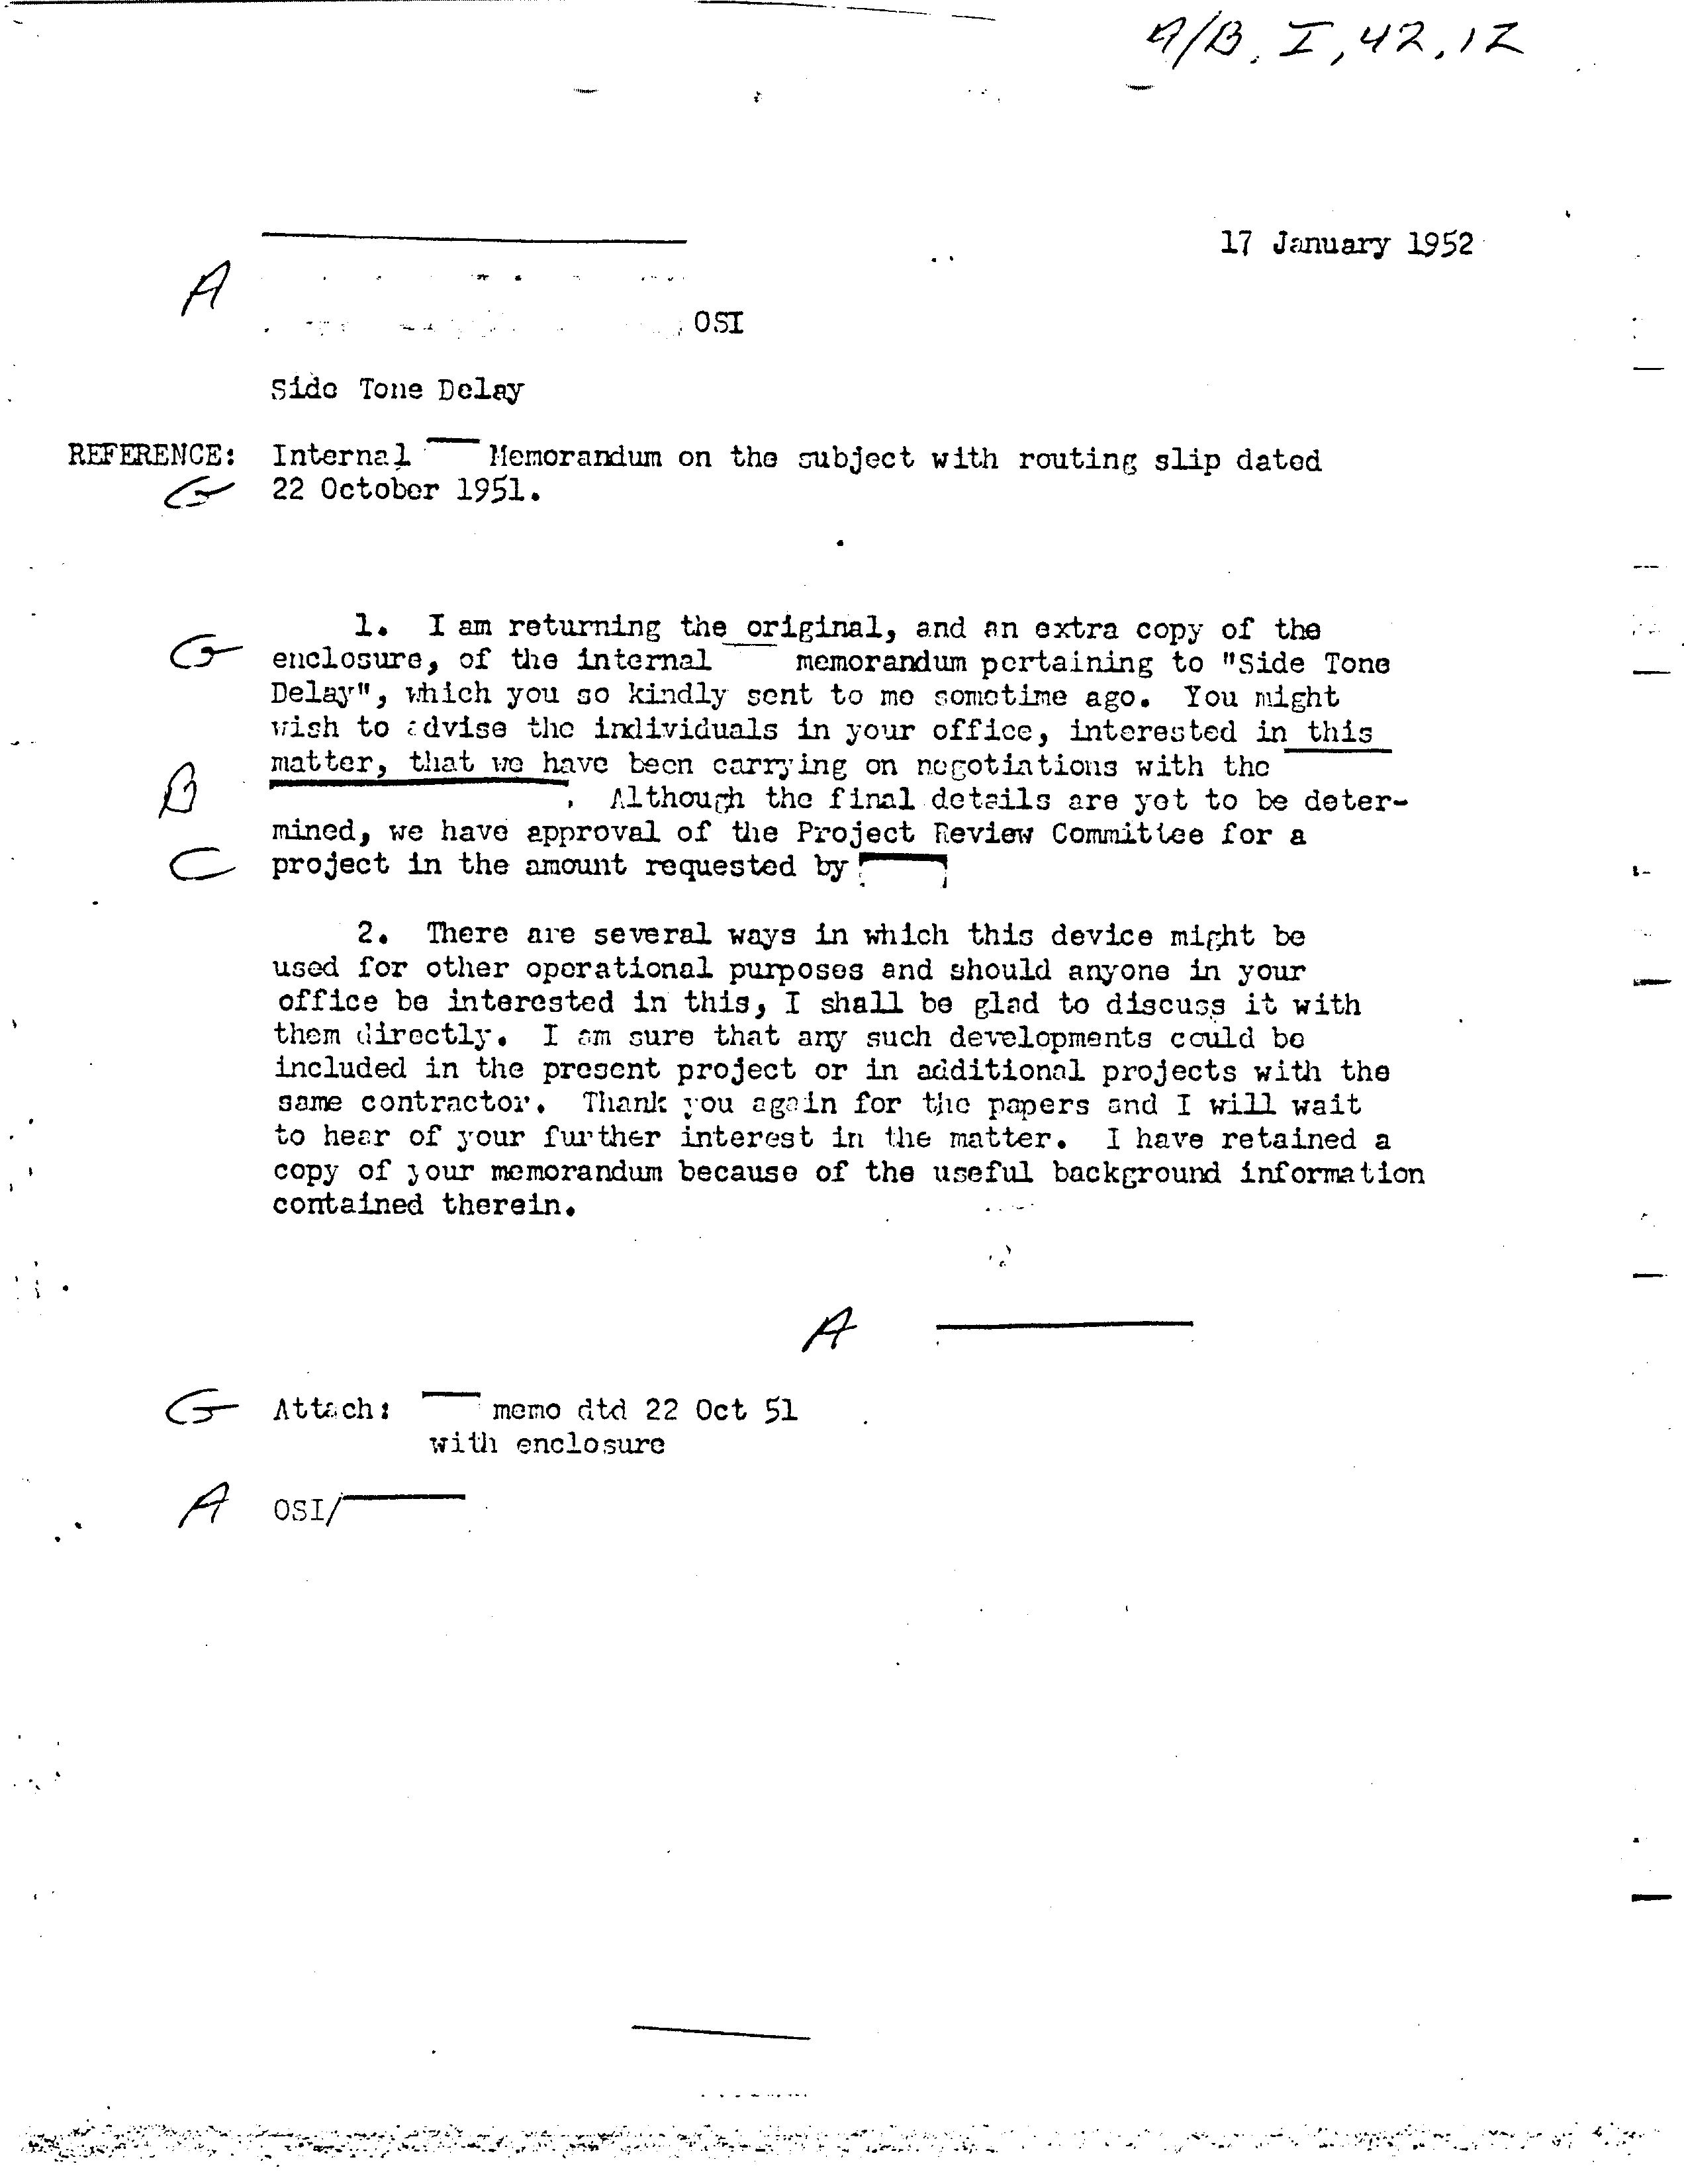 A/B, I, 42, 12
17 January 1952
A
OSI
Side Tone Delay
REFERENCE: Internal Memorandum on the subject with routing slip dated
G 22 October 1951.
1. I am returning the original, and an extra copy of the
G enclosure, of the internal memorandum pertaining to "Side Tone
Delay", which you so kindly sent to me sometime ago. You might
wish to advise the individuals in your office, interested in this
matter, that we have been carrying on negotiations with the
B . Although the final details are yet to be deter-
mined, we have approval of the Project Review Committee for a
C project in the amount requested by
2. There are several ways in which this device might be
used for other operational purposes and should anyone in your
office be interested in this, I shall be glad to discuss it with
them directly. I am sure that any such developments could be
included in the present project or in additional projects with the
same contractor. Thank you again for the papers and I will wait
to hear of your further interest in the matter. I have retained a
copy of your memorandum because of the useful background information
contained therein.
A
G Attach: memo dtd 22 Oct 51
with enclosure
A OSI/